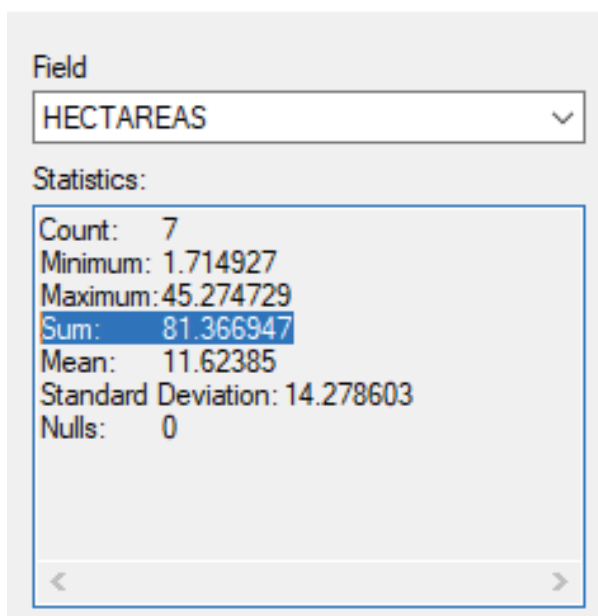 Field
HECTAREAS
Statistics:
Count: 7
Minimum: 1.714927
Maximum: 45.274729
Sum: 81.366947
Mean: 11.62385
Standard Deviation: 14.278603
Nulls: 0